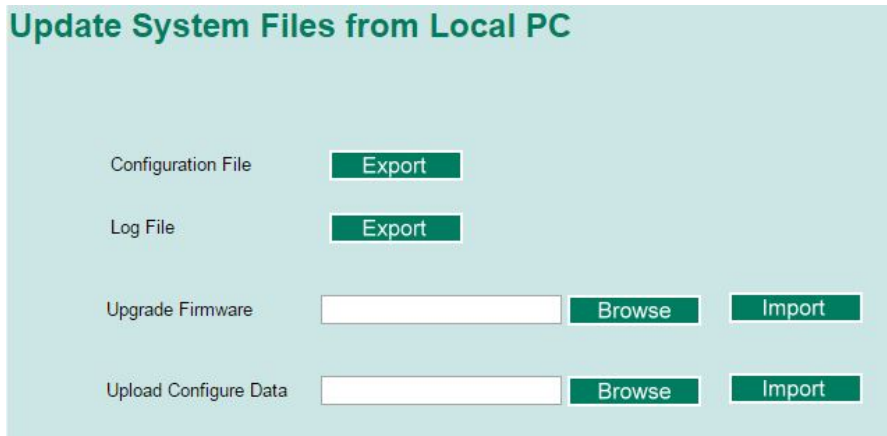 Update System Files from Local PC
Configuration File Export
Log File Export
Upgrade Firmware Browse Import
Upload Configure Data Browse Import